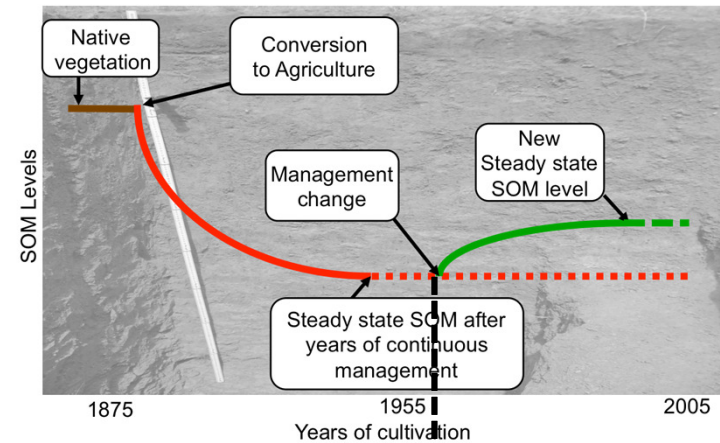 Native
vegetation
Conversion
to Agriculture
New
Steady state
SOM level
Management
change
SOM Levels
Steady state SOM after
years of continuous
management
1875
1955
2005
Years of cultivation